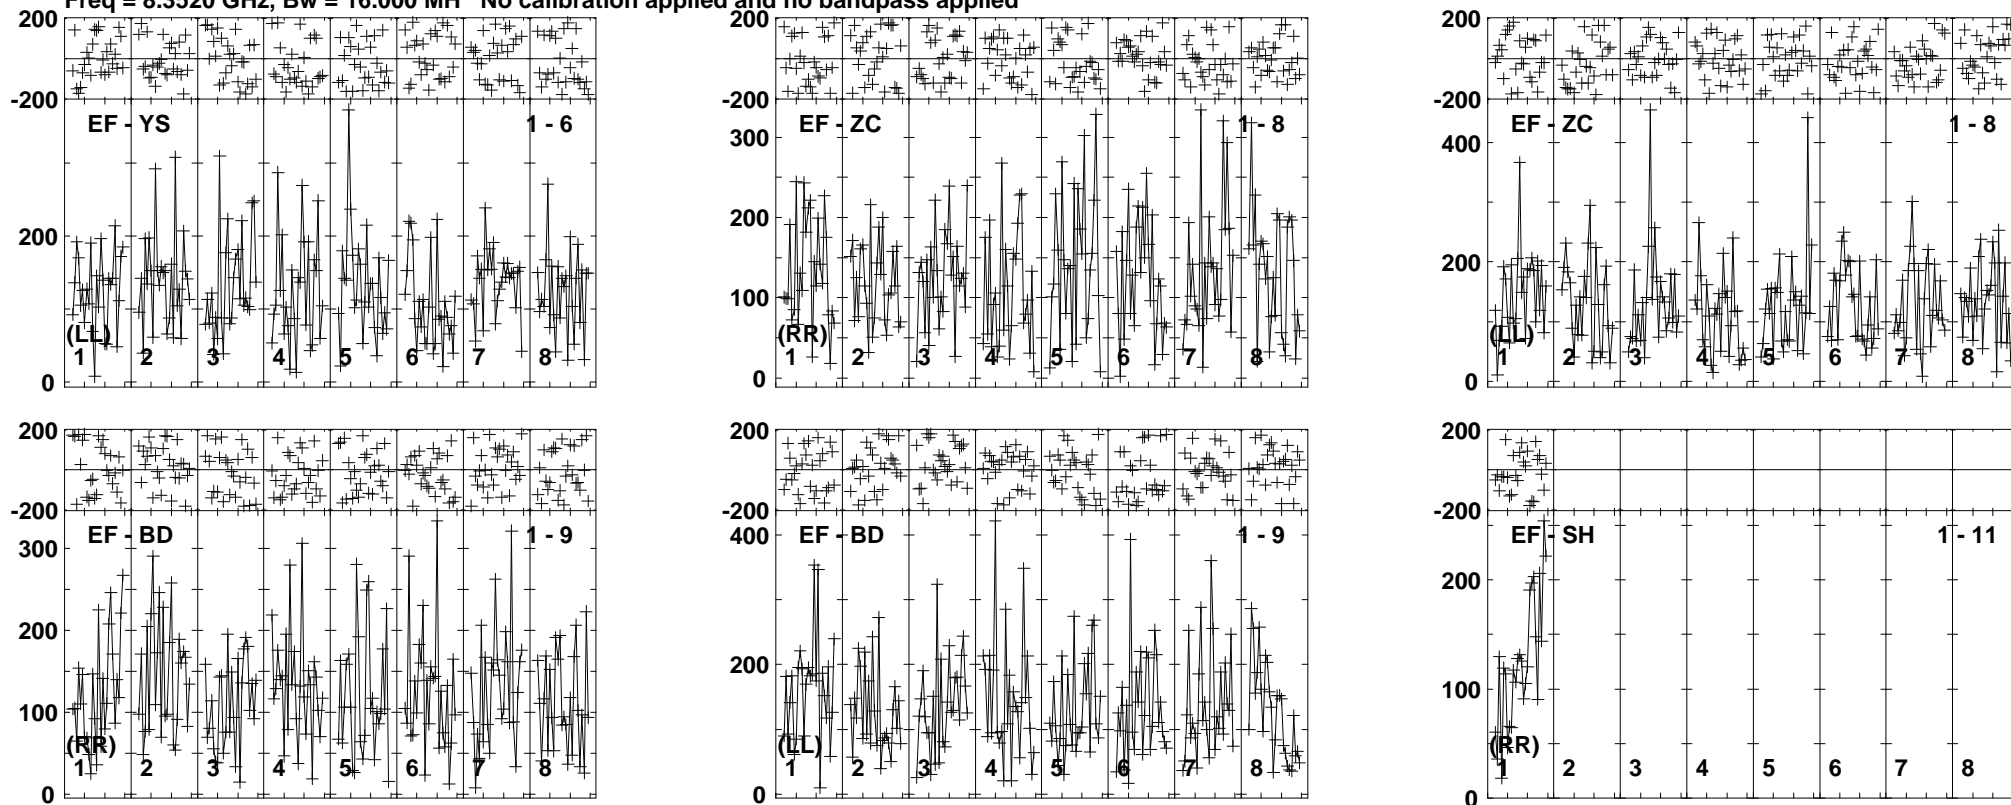 Freq = 8.3520 GHz, Bw = 16.000 MH No calibration applied and no bandpass applied
200
-200
EF - YS 1 - 6
200
0
(LL)
1 2 3 4 5 6 7 8
200
-200
EF - ZC 1 - 8
300
200
100
0
(RR)
1 2 3 4 5 6 7 8
200
-200
EF - ZC 1 - 8
400
200
0
(LL)
1 2 3 4 5 6 7 8
200
-200
EF - BD 1 - 9
300
200
100
0
(RR)
1 2 3 4 5 6 7 8
200
-200
EF - BD 1 - 9
400
200
0
(LL)
1 2 3 4 5 6 7 8
200
-200
EF - SH 1 - 11
200
100
0
(RR)
1 2 3 4 5 6 7 8